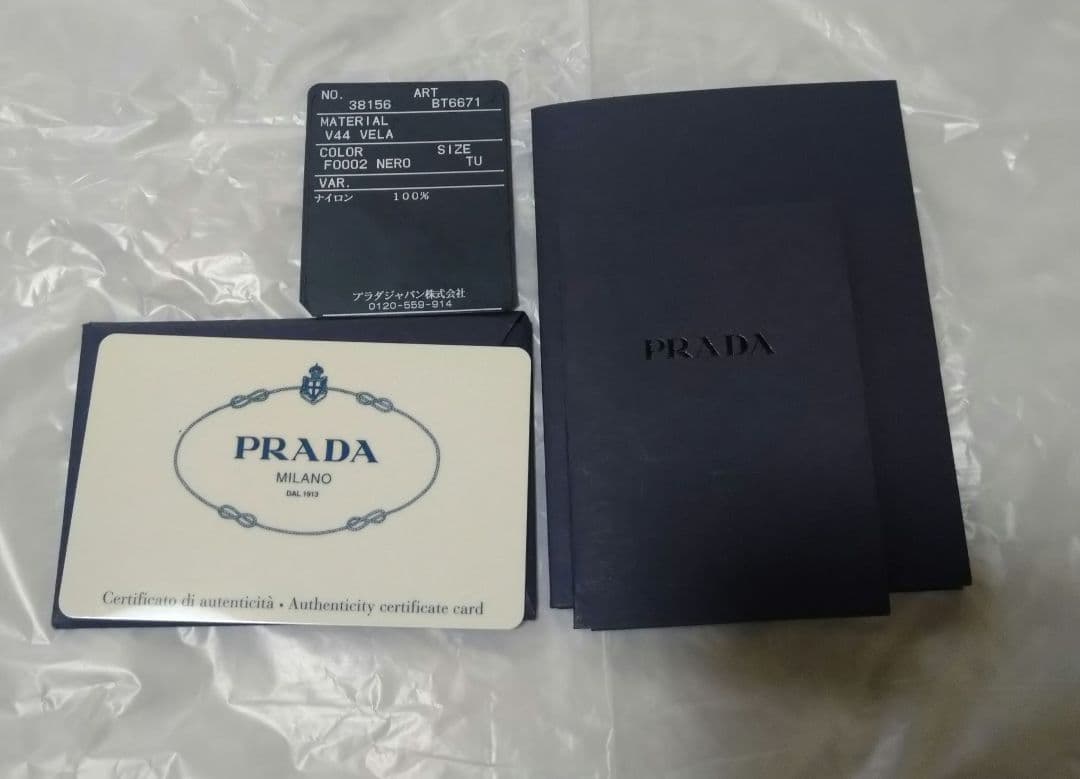 NO. ART
38156 BT6671
MATERIAL
V44 VELA
COLOR SIZE
F0002 NERO TU
VAR.
ナイロン 100%
プラダジャパン株式会社
0120-559-914
PRADA
MILANO
DAL 1913
Certificato di autenticità • Authenticity certificate card
PRADA